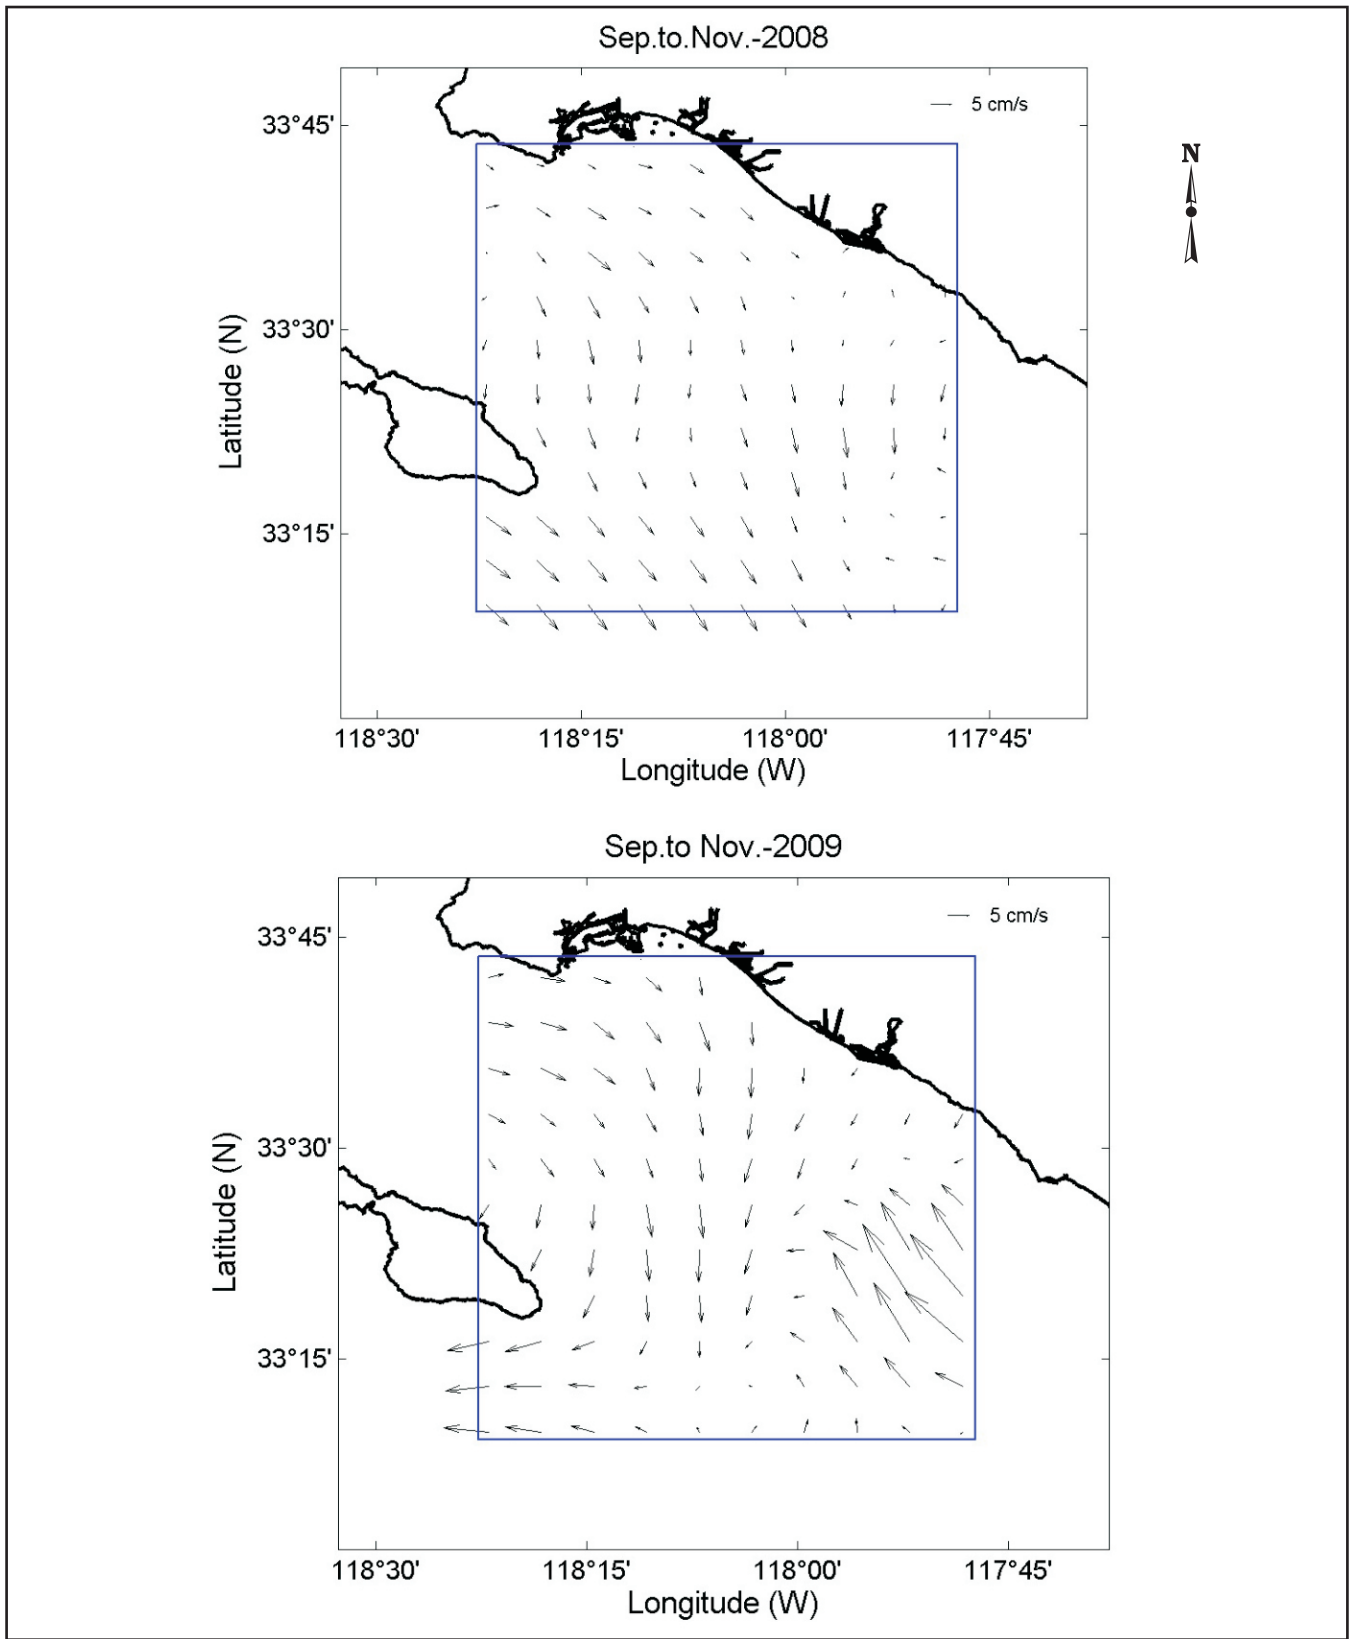 Sep.to.Nov.-2008
5 cm/s
N
33°45'
33°30'
33°15'
Latitude (N)
118°30' 118°15' 118°00' 117°45'
Longitude (W)
Sep.to Nov.-2009
5 cm/s
33°45'
33°30'
33°15'
Latitude (N)
118°30' 118°15' 118°00' 117°45'
Longitude (W)